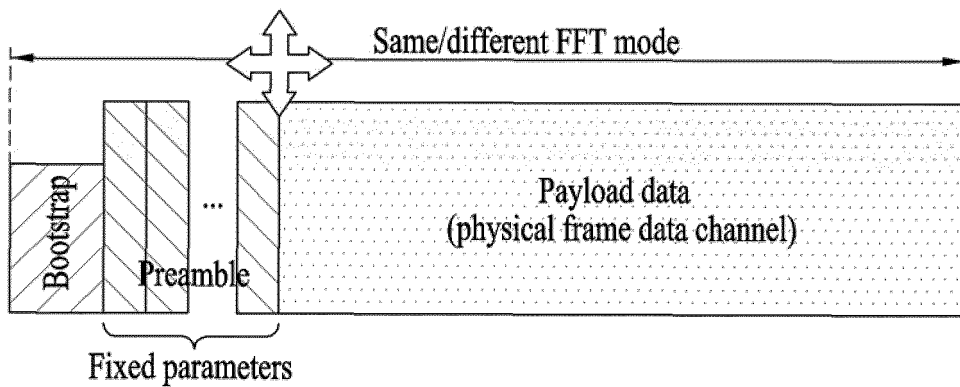 Same/different FFT mode
Bootstrap
...
Preamble
Payload data
(physical frame data channel)
Fixed parameters